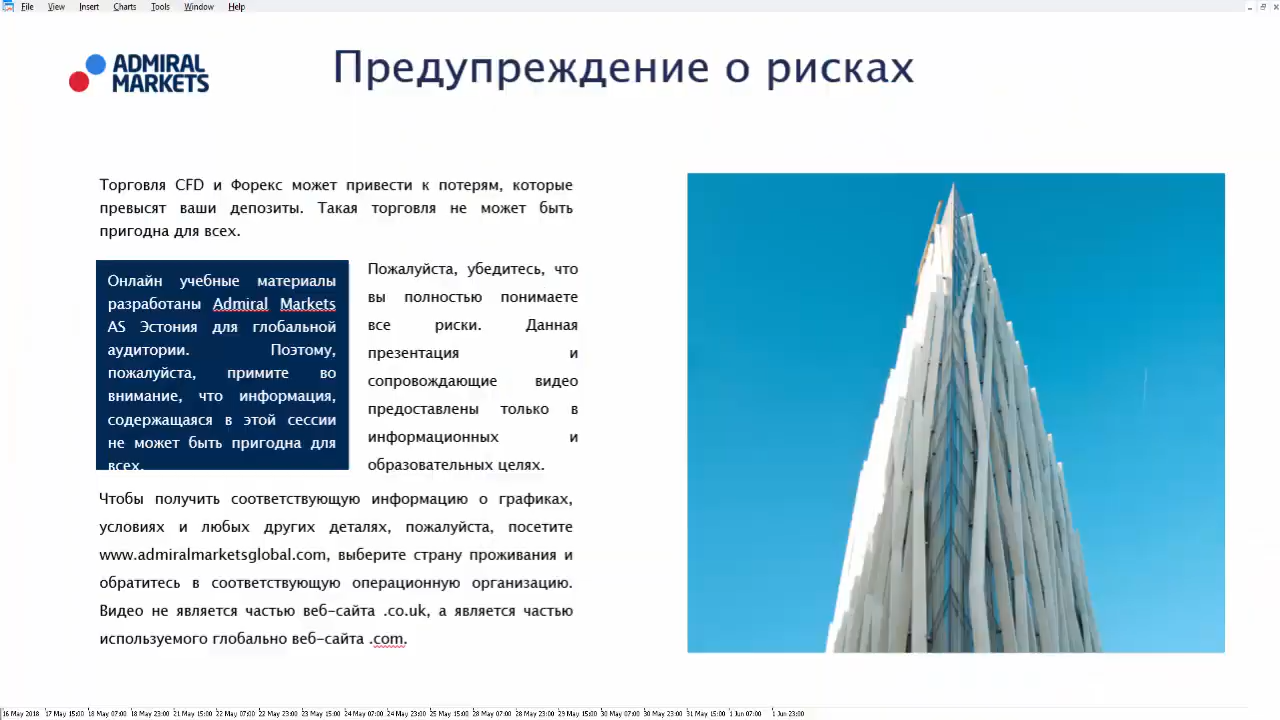 File View Insert Charts Tools Window Help
ADMIRAL
MARKETS
Предупреждение о рисках
Торговля CFD и Форекс может привести к потерям, которые
превысят ваши депозиты. Такая торговля не может быть
пригодна для всех.
Онлайн учебные материалы
разработаны Admiral Markets
AS Эстония для глобальной
аудитории. Поэтому,
пожалуйста, примите во
внимание, что информация,
содержащаяся в этой сессии
не может быть пригодна для
всех.
Пожалуйста, убедитесь, что
вы полностью понимаете
все риски. Данная
презентация и
сопровождающие видео
предоставлены только в
информационных и
образовательных целях.
Чтобы получить соответствующую информацию о графиках,
условиях и любых других деталях, пожалуйста, посетите
www.admiralmarketsglobal.com, выберите страну проживания и
обратитесь в соответствующую операционную организацию.
Видео не является частью веб-сайта .co.uk, а является частью
используемого глобально веб-сайта .com.
16 May 2018 17 May 15:00 18 May 07:00 18 May 23:00 21 May 15:00 22 May 07:00 22 May 23:00 23 May 15:00 24 May 07:00 24 May 23:00 25 May 15:00 28 May 07:00 28 May 23:00 29 May 15:00 30 May 07:00 30 May 23:00 31 May 15:00 1 Jun 07:00 1 Jun 23:00